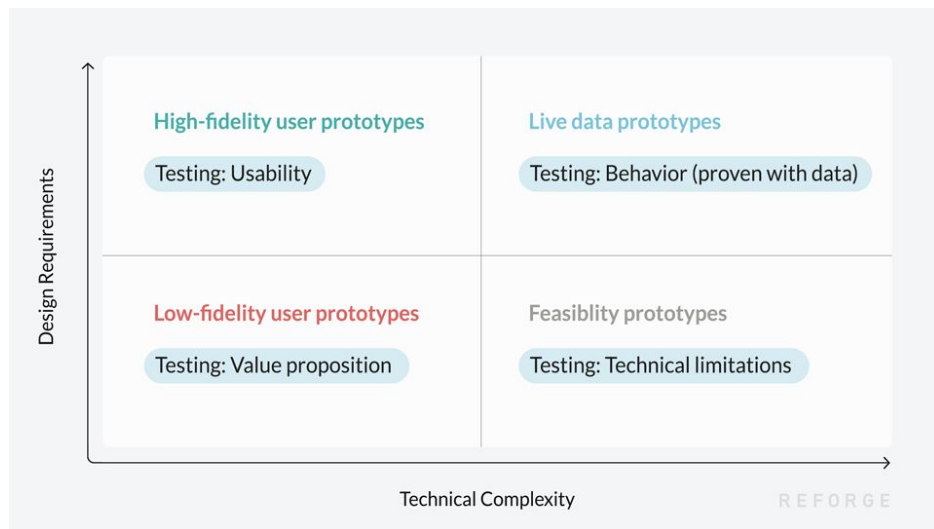 High-fidelity user prototypes
Testing: Usability
Live data prototypes
Testing: Behavior (proven with data)
Design Requirements
Low-fidelity user prototypes
Testing: Value proposition
Feasiblity prototypes
Testing: Technical limitations
Technical Complexity
REFORGE